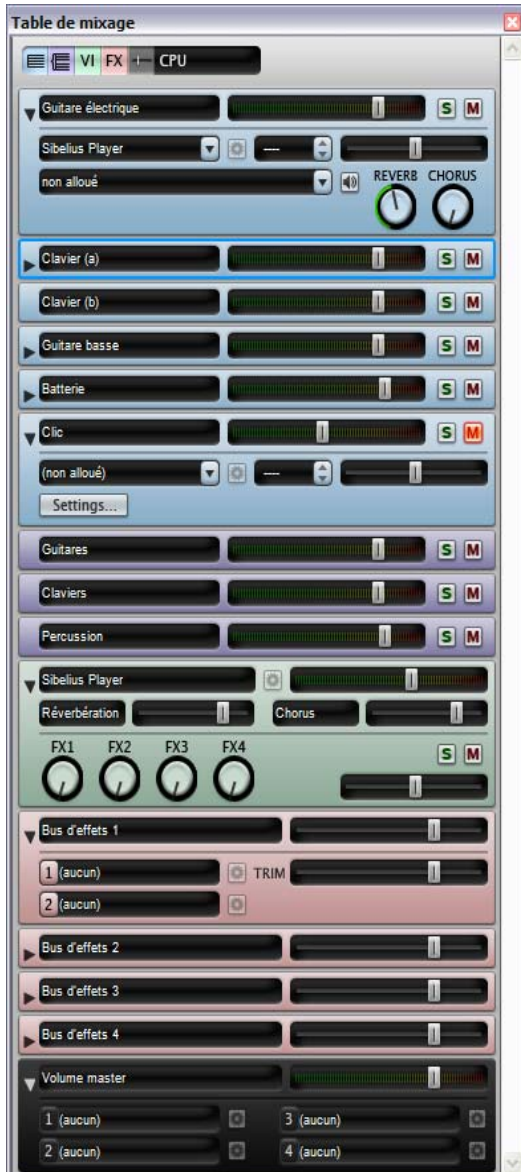 Table de mixage
VI FX CPU
Guitare électrique S M
Sibelius Player ----
non alloué REVERB CHORUS
Clavier (a) S M
Clavier (b) S M
Guitare basse S M
Batterie S M
Clic S M
(non alloué) ----
Settings...
Guitares S M
Claviers S M
Percussion S M
Sibelius Player
Réverbération Chorus
FX1 FX2 FX3 FX4 S M
Bus d'effets 1
1 (aucun) TRIM
2 (aucun)
Bus d'effets 2
Bus d'effets 3
Bus d'effets 4
Volume master
1 (aucun) 3 (aucun)
2 (aucun) 4 (aucun)